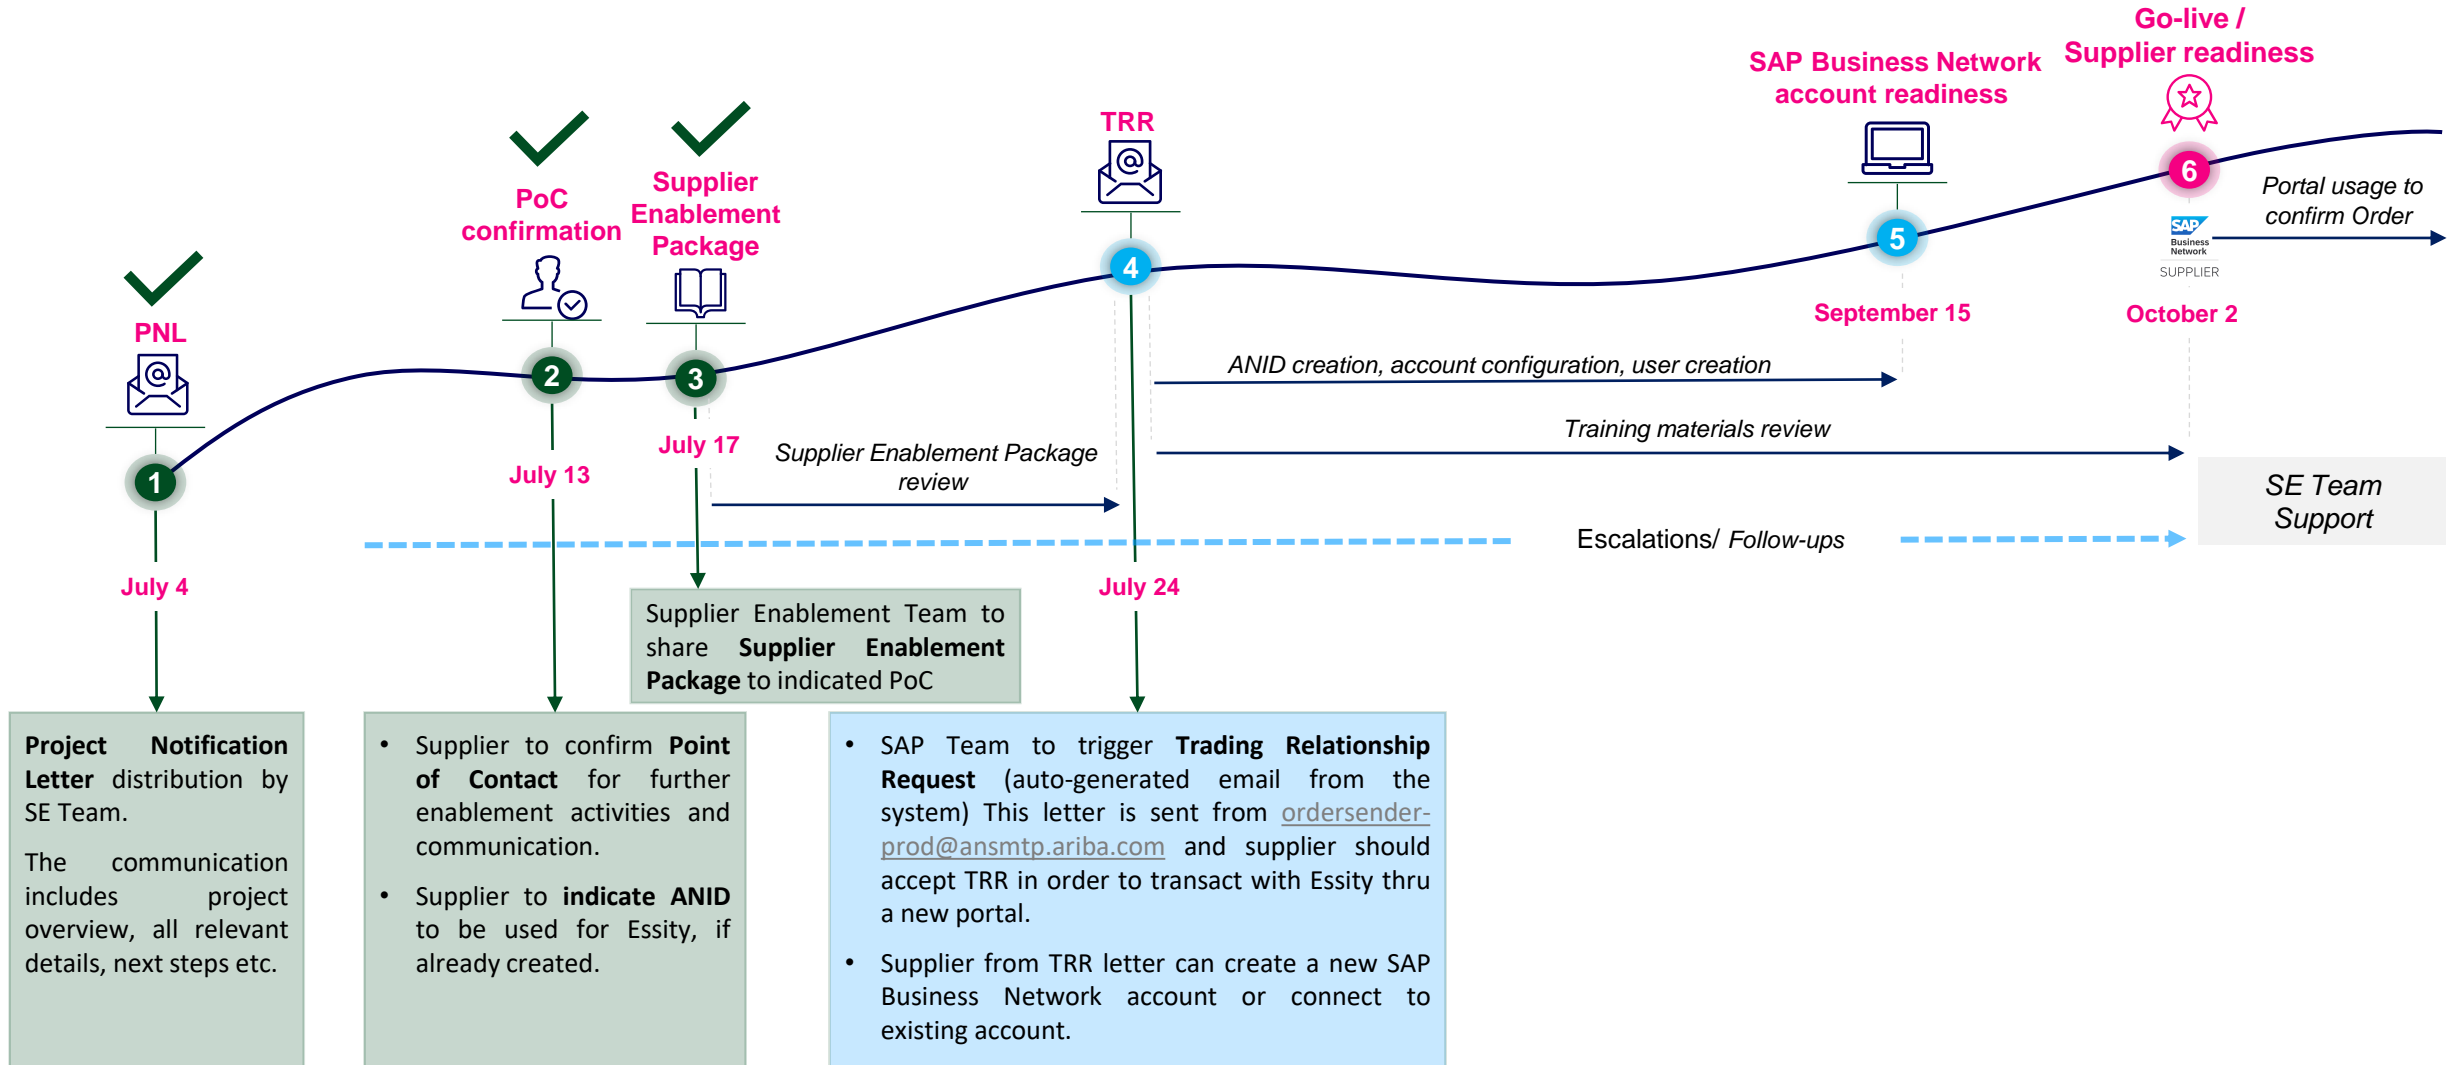 Go-live /
Supplier readiness
SAP Business Network
account readiness
TRR
Supplier
Enablement
Package
PoC
confirmation
PNL
1
2
3
4
5
6
SAP
Business
Network
SUPPLIER
Portal usage to
confirm Order
September 15
October 2
ANID creation, account configuration, user creation
Training materials review
July 17
Supplier Enablement Package
review
July 13
SE Team
Support
Escalations/ Follow-ups
July 4
July 24
Supplier Enablement Team to
share Supplier Enablement
Package to indicated PoC
Project Notification
Letter distribution by
SE Team.
The communication
includes project
overview, all relevant
details, next steps etc.
• Supplier to confirm Point
of Contact for further
enablement activities and
communication.
• Supplier to indicate ANID
to be used for Essity, if
already created.
• SAP Team to trigger Trading Relationship
Request (auto-generated email from the
system) This letter is sent from ordersender-
prod@ansmtp.ariba.com and supplier should
accept TRR in order to transact with Essity thru
a new portal.
• Supplier from TRR letter can create a new SAP
Business Network account or connect to
existing account.